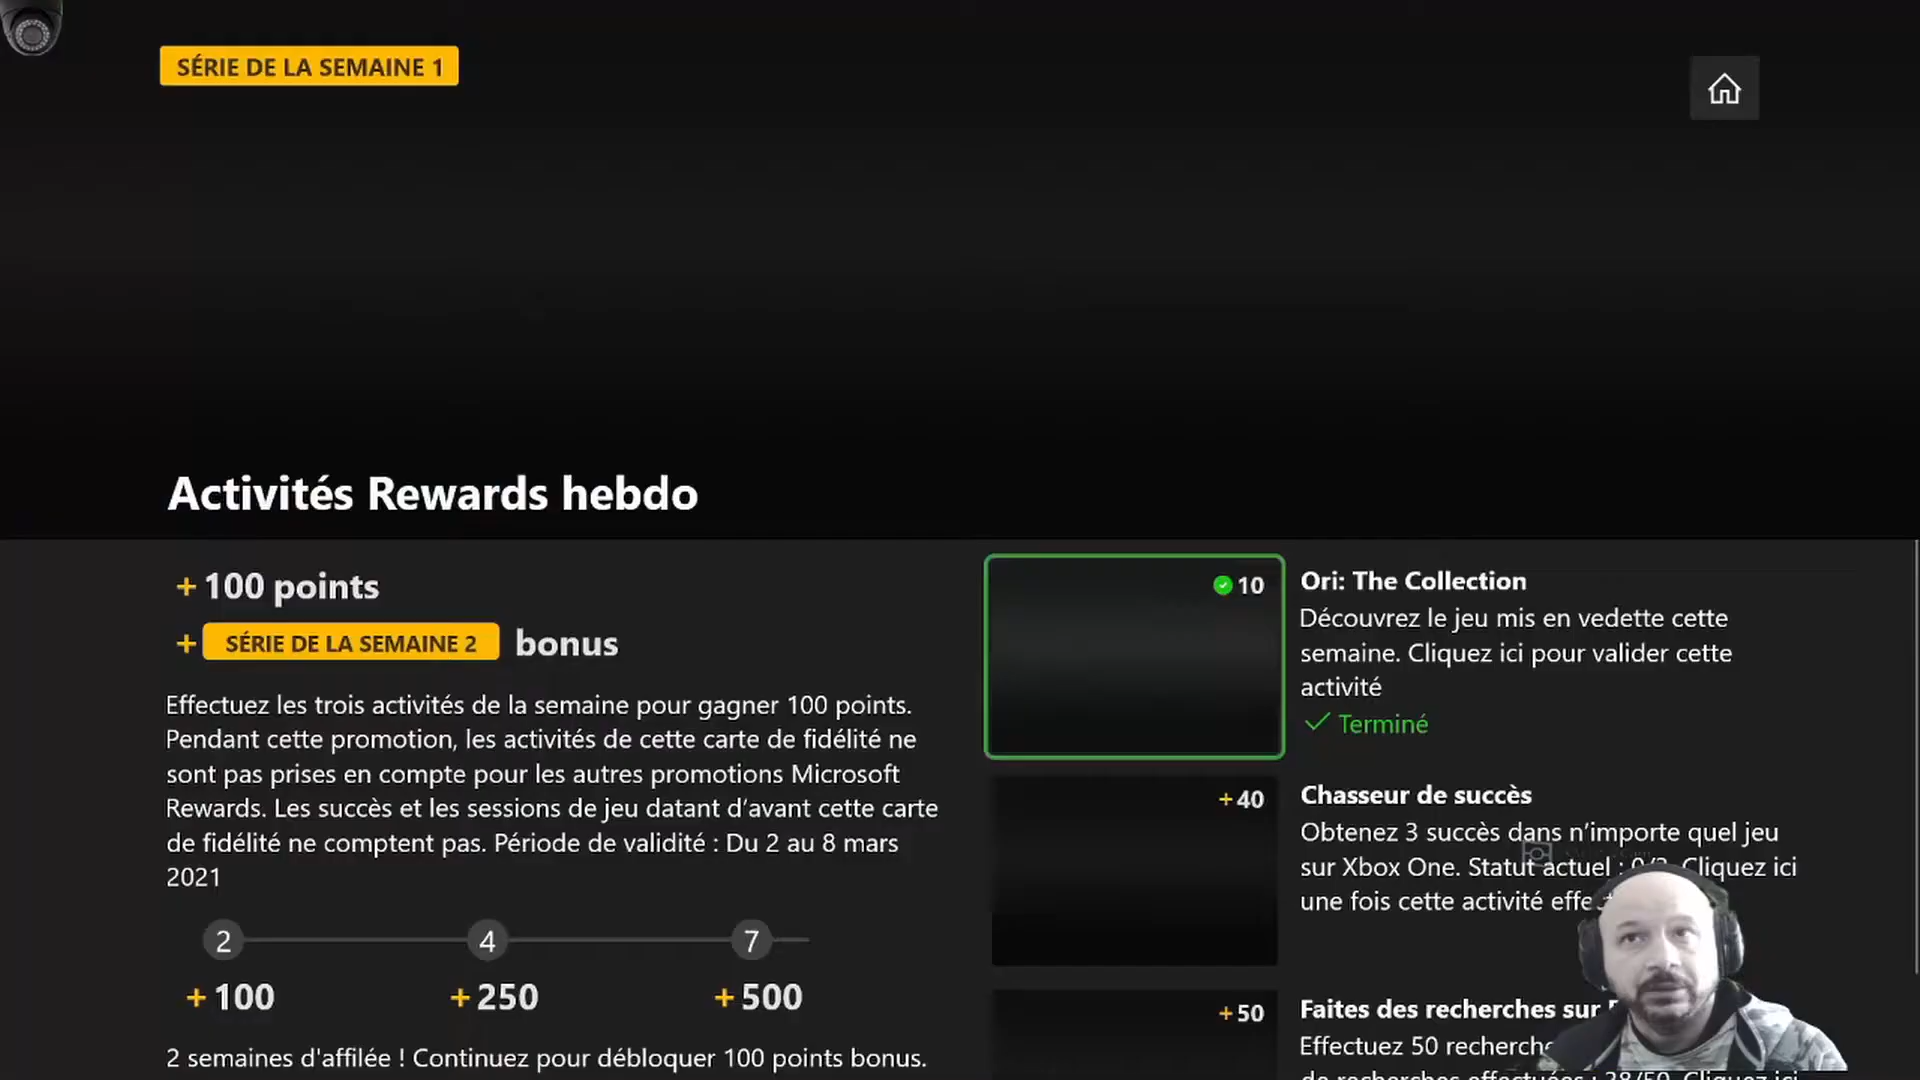 SÉRIE DE LA SEMAINE 1
Activités Rewards hebdo
+ 100 points
+ SÉRIE DE LA SEMAINE 2 bonus
Effectuez les trois activités de la semaine pour gagner 100 points.
Pendant cette promotion, les activités de cette carte de fidélité ne
sont pas prises en compte pour les autres promotions Microsoft
Rewards. Les succès et les sessions de jeu datant d’avant cette carte
de fidélité ne comptent pas. Période de validité : Du 2 au 8 mars
2021
2 4 7
+ 100 + 250 + 500
2 semaines d'affilée ! Continuez pour débloquer 100 points bonus.
10
Ori: The Collection
Découvrez le jeu mis en vedette cette
semaine. Cliquez ici pour valider cette
activité
Terminé
+40
Chasseur de succès
Obtenez 3 succès dans n’importe quel jeu
sur Xbox One. Statut actuel : Cliquez ici
une fois cette activité
+50
Faites des recherches sur
Effectuez 50
de recherches effectuées : 28/50. Cliquez ici